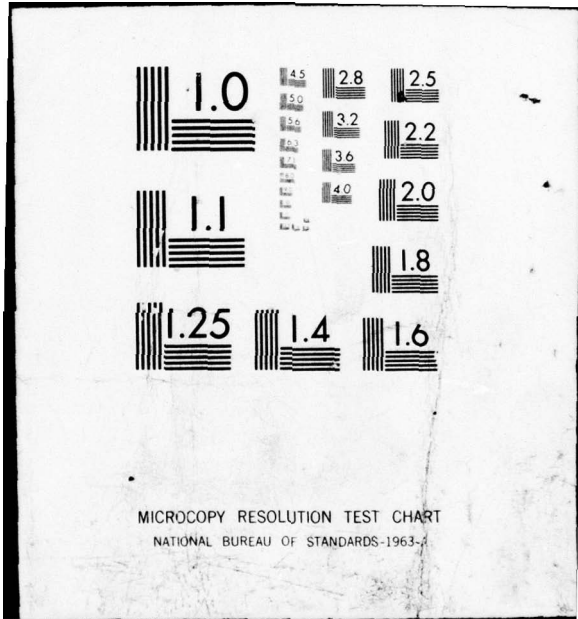 1.0
4.5 2.8 2.5
5.0
5.6 3.2 2.2
6.3 3.6
4.0 2.0
1.1
1.8
1.25 1.4 1.6
MICROCOPY RESOLUTION TEST CHART
NATIONAL BUREAU OF STANDARDS-1963-